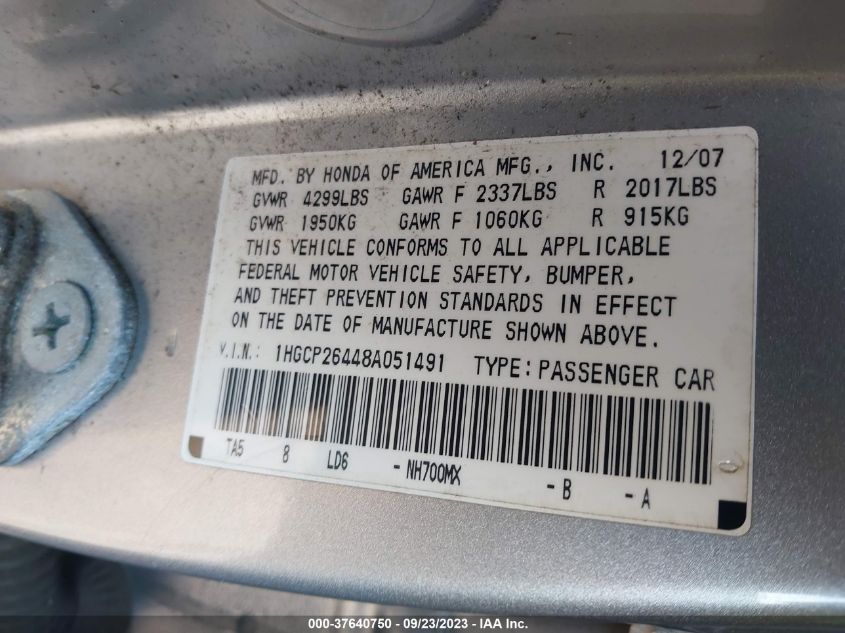 MFD. BY HONDA OF AMERICA MFG., INC. 12/07
GVWR 4299LBS GAWR F 2337LBS R 2017LBS
GVWR 1950KG GAWR F 1060KG R 915KG
THIS VEHICLE CONFORMS TO ALL APPLICABLE
FEDERAL MOTOR VEHICLE SAFETY, BUMPER,
AND THEFT PREVENTION STANDARDS IN EFFECT
ON THE DATE OF MANUFACTURE SHOWN ABOVE.
V.I.N.: 1HGCP26448A051491 TYPE: PASSENGER CAR
TA5 8 LD6 - NH700MX - B - A
000-37640750 - 09/23/2023 - IAA Inc.